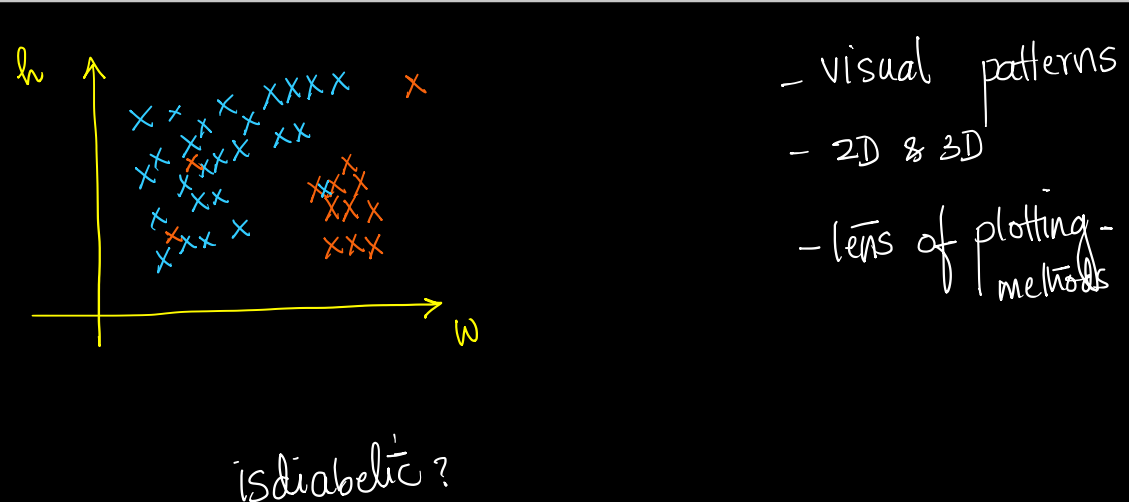 h
- visual patterns
- 2D & 3D
- lens of plotting -
methods
W
isdiabetic?